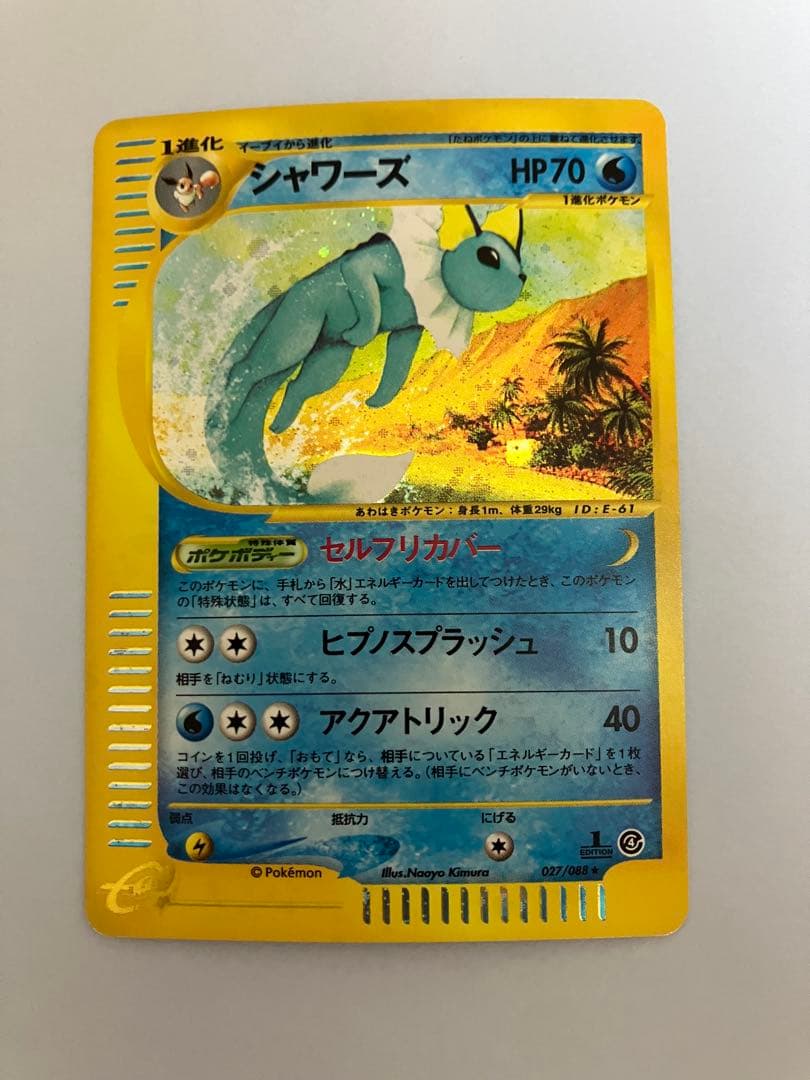 1進化
イーブイから進化
「たねポケモン」の上に重ねて進化させます。
シャワーズ
HP70
1進化ポケモン
あわはきポケモン：身長1m、体重29kg ID：E-61
特殊体質
ポケボディー
セルフリカバー
このポケモンに、手札から「水」エネルギーカードを出してつけたとき、このポケモン
の「特殊状態」は、すべて回復する。
ヒプノスプラッシュ 10
相手を「ねむり」状態にする。
アクアトリック 40
コインを1回投げ、「おもて」なら、相手についている「エネルギーカード」を1枚
選び、相手のベンチポケモンにつけ替える。（相手にベンチポケモンがいないとき、
この効果はなくなる。）
弱点 抵抗力 にげる
1
EDITION
4
© Pokémon Illus.Naoyo Kimura 027/088 ★